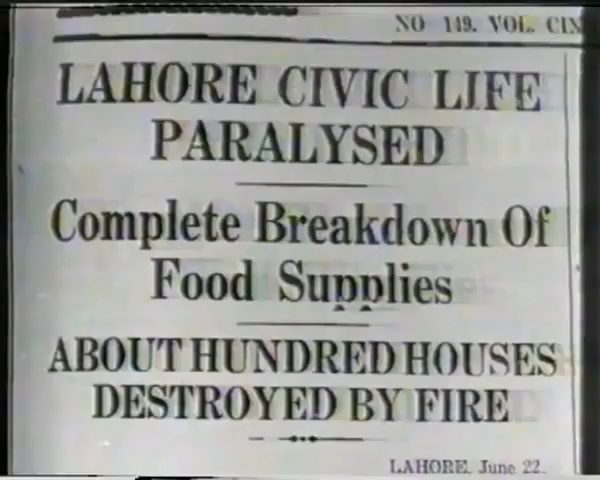 NO 149. VOL. CIX
LAHORE CIVIC LIFE
PARALYSED
Complete Breakdown Of
Food Supplies
ABOUT HUNDRED HOUSES
DESTROYED BY FIRE
LAHORE, June 22.